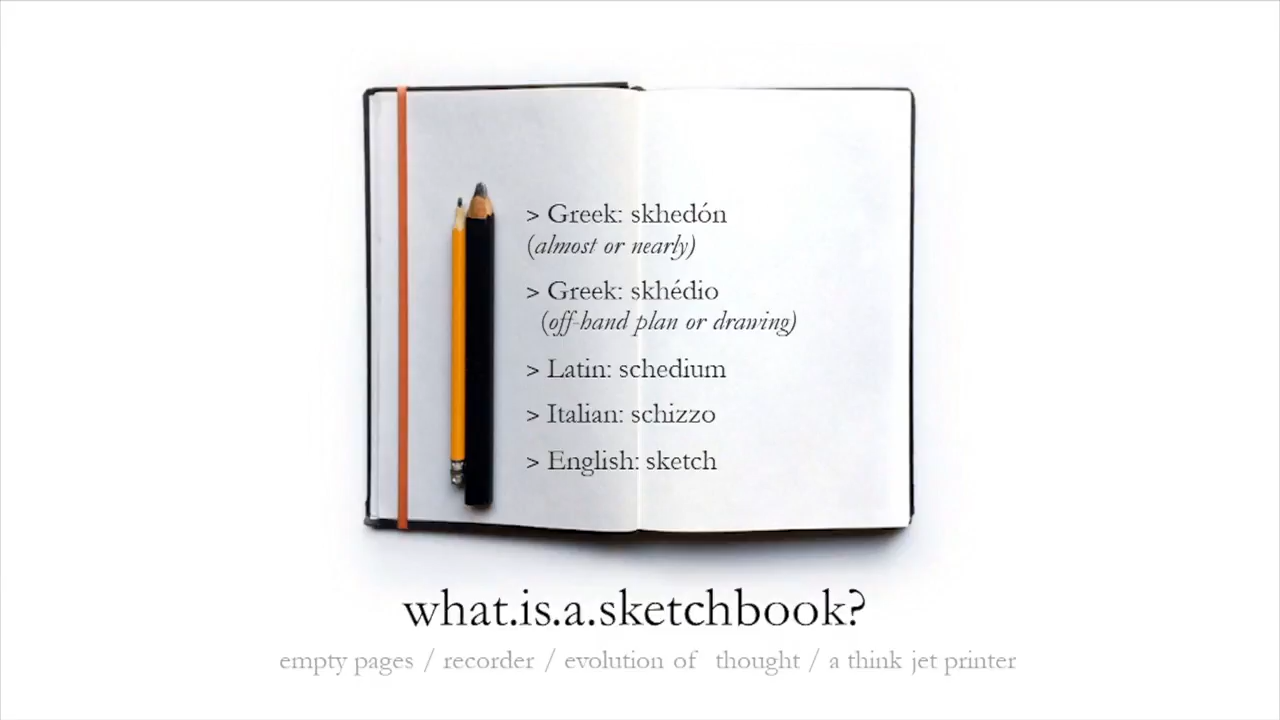 > Greek: skhedón
(almost or nearly)
> Greek: skhédio
(off-hand plan or drawing)
> Latin: schedium
> Italian: schizzo
> English: sketch
what.is.a.sketchbook?
empty pages / recorder / evolution of thought / a think jet printer